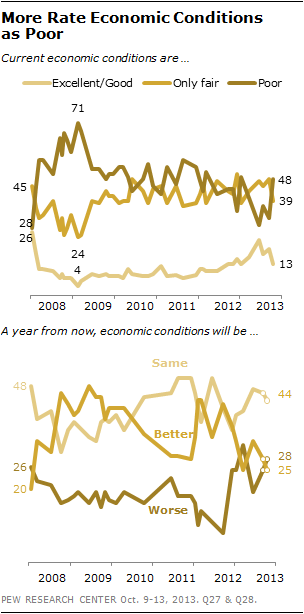 More Rate Economic Conditions
as Poor
Current economic conditions are ...
Excellent/Good Only fair Poor
71
45
28
26
24
4
48
39
13
2008 2009 2010 2011 2012 2013
A year from now, economic conditions will be ...
Same
48
44
Better
28
26
25
20
Worse
2008 2009 2010 2011 2012 2013
PEW RESEARCH CENTER Oct. 9-13, 2013. Q27 & Q28.